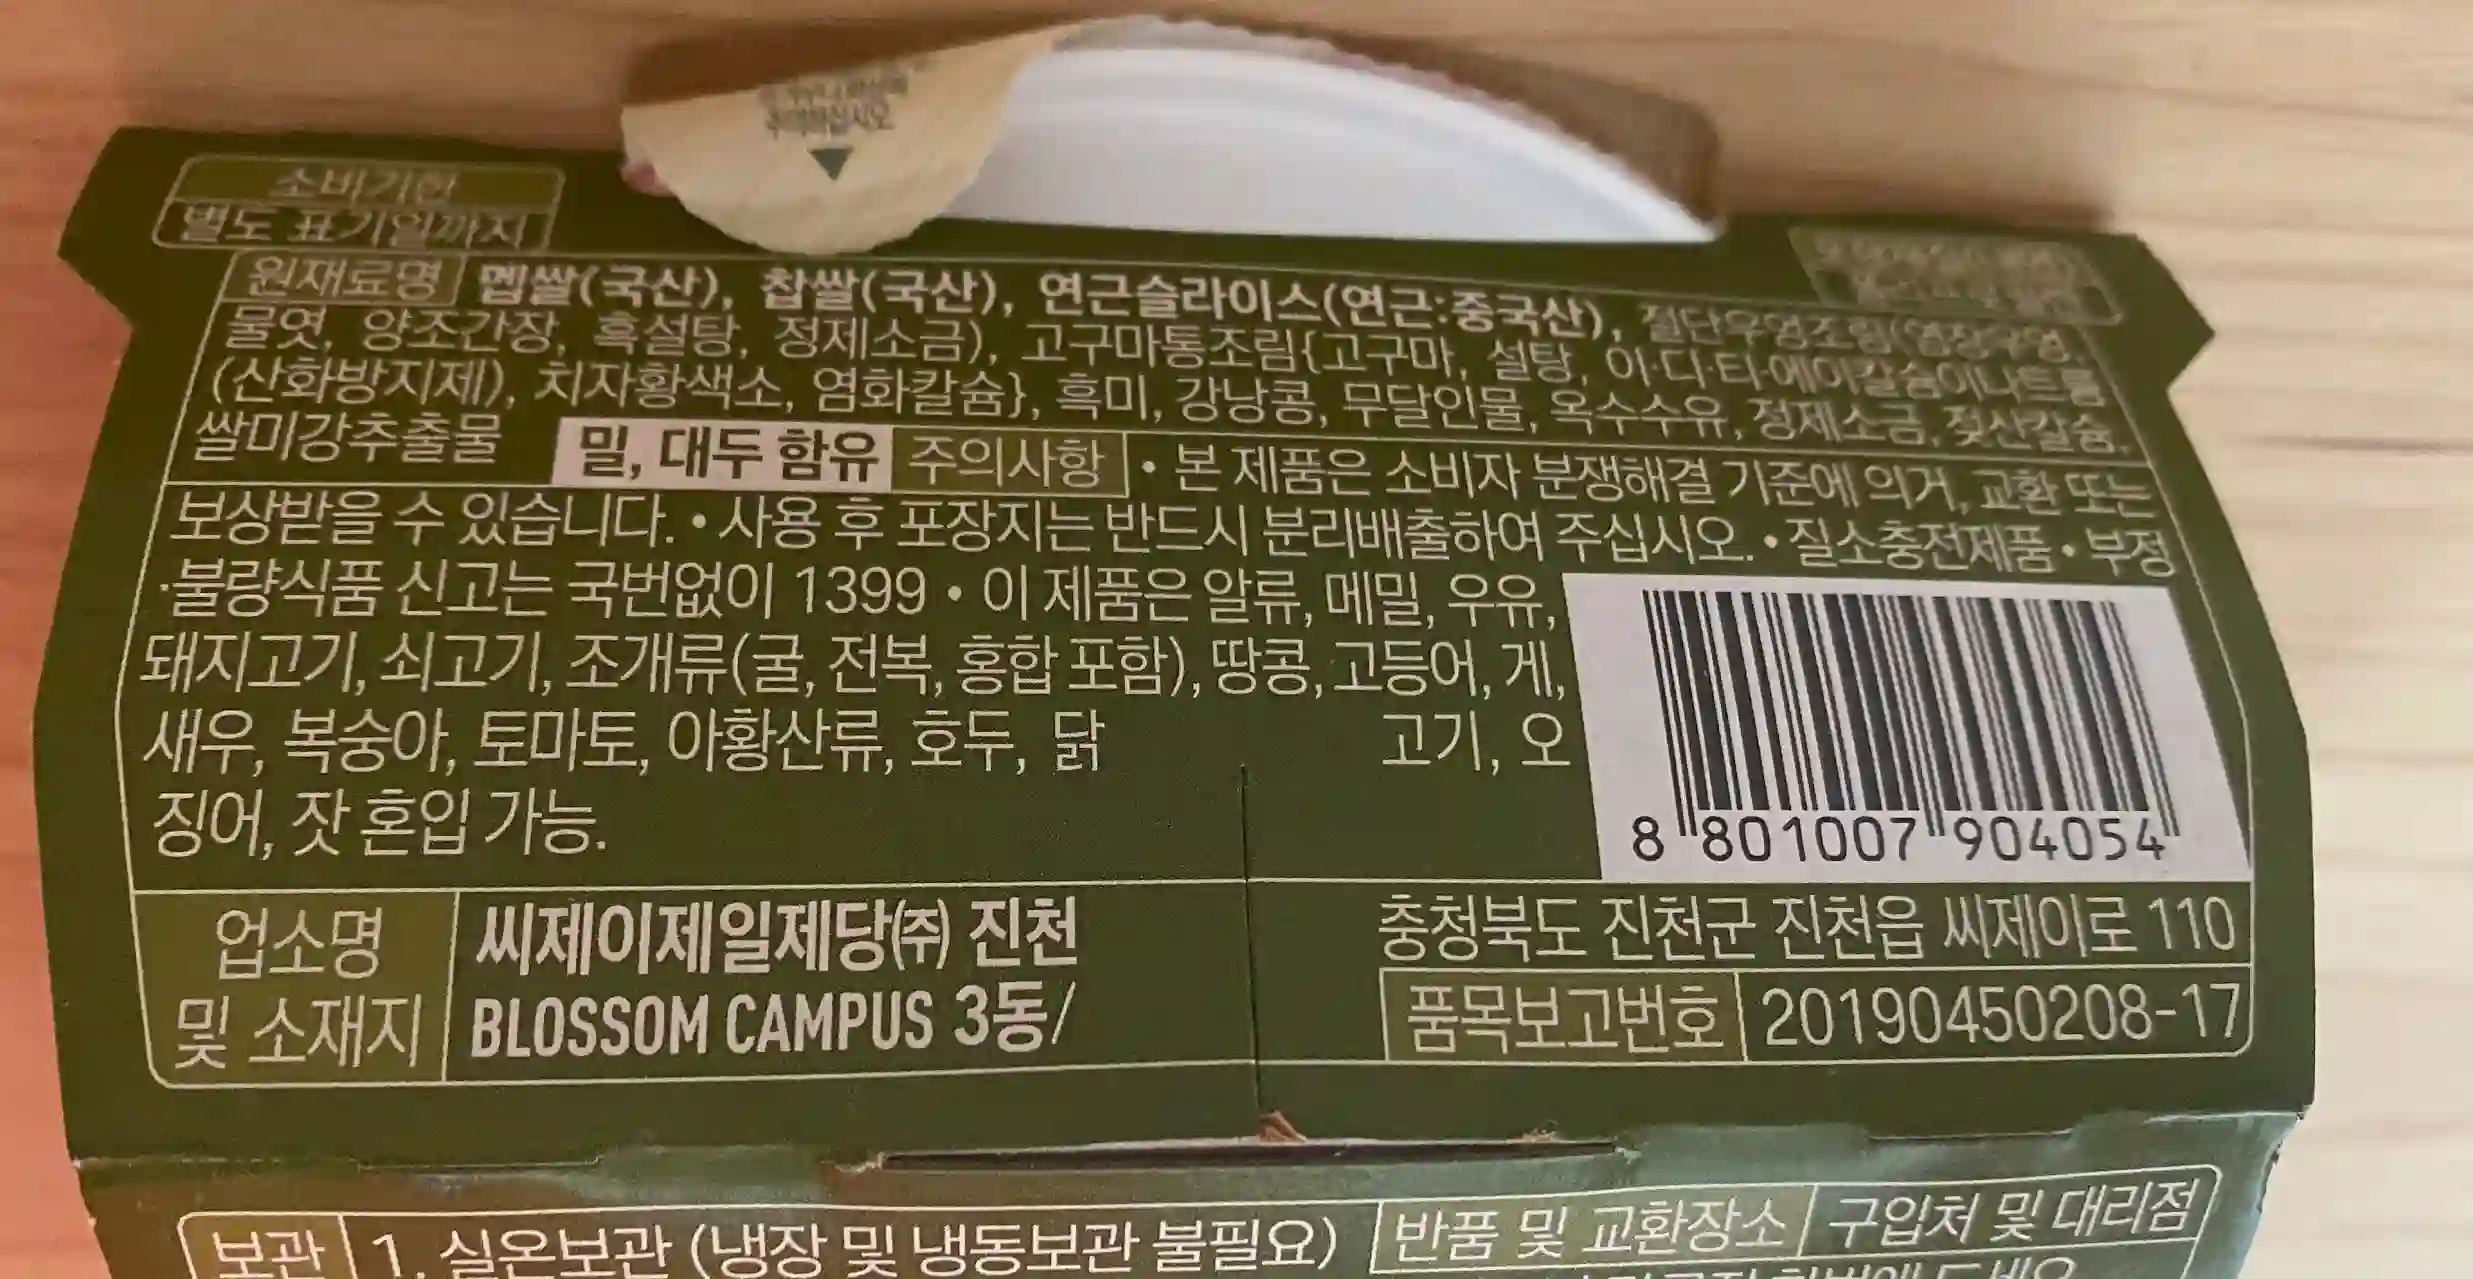 주의하십시오
소비기한
별도 표기일까지
원재료명 멥쌀(국산), 찹쌀(국산), 연근슬라이스(연근:중국산), 절단우엉조림(염장우엉,
물엿, 양조간장, 흑설탕, 정제소금), 고구마통조림{고구마, 설탕, 이·디·티·에이칼슘이나트륨
(산화방지제), 치자황색소, 염화칼슘}, 흑미, 강낭콩, 무달인물, 옥수수유, 정제소금, 젖산칼슘,
쌀미강추출물 밀, 대두 함유 주의사항 • 본 제품은 소비자 분쟁해결 기준에 의거, 교환 또는
보상받을 수 있습니다. • 사용 후 포장지는 반드시 분리배출하여 주십시오. • 질소충전제품 • 부정
·불량식품 신고는 국번없이 1399 • 이 제품은 알류, 메밀, 우유,
돼지고기, 쇠고기, 조개류(굴, 전복, 홍합 포함), 땅콩, 고등어, 게,
새우, 복숭아, 토마토, 아황산류, 호두, 닭 고기, 오
징어, 잣 혼입 가능.
8 801007 904054
업소명
및 소재지
씨제이제일제당(주) 진천
BLOSSOM CAMPUS 3동/
충청북도 진천군 진천읍 씨제이로 110
품목보고번호 20190450208-17
보관 1. 실온보관 (냉장 및 냉동보관 불필요) 반품 및 교환장소 구입처 및 대리점